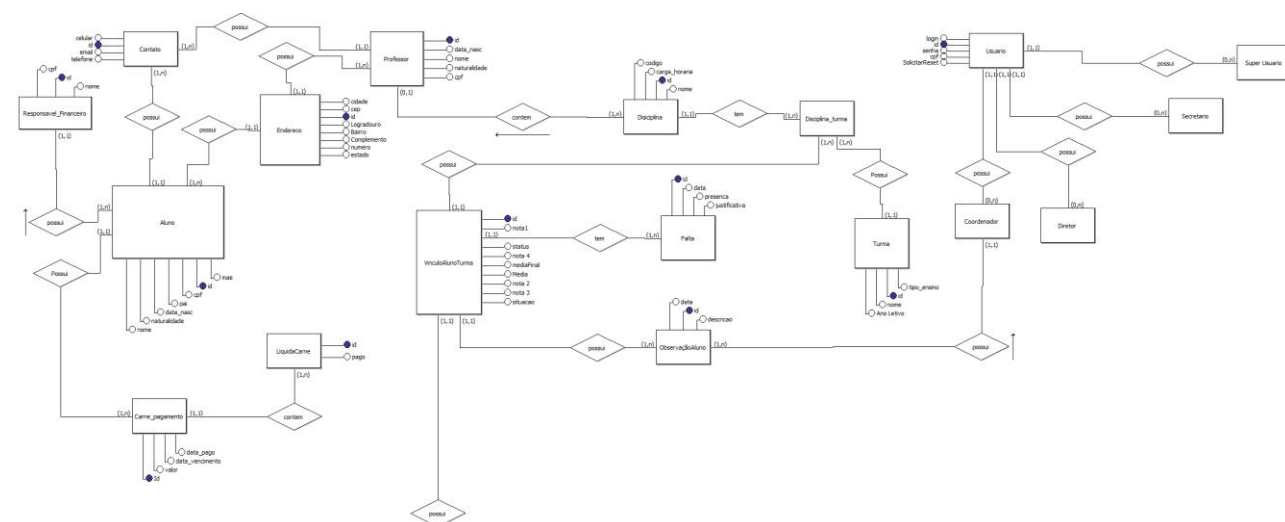 celular
id
email
telefone
Contato
(1,n)
(1,n)
possui
(1,1)
Professor
id
data_nasc
nome
naturalidade
cpf
(0,1)
possui
(1,n)
(1,1)
Endereco
cidade
cep
id
Logradouro
Bairro
Complemento
numero
estado
cpf
id
nome
Responsavel_Financeiro
(1,1)
possui
(1,1)
possui
(1,1)
(1,n)
possui
(1,n)
(1,1)
Aluno
mae
id
cpf
pai
data_nasc
naturalidade
nome
Possui
(1,n)
Carne_pagamento
(1,1)
data_pago
data_vencimento
valor
Id
contem
(1,n)
LiquidaCarne
id
pago
contem
(1,n)
codigo
carga_horaria
id
nome
Disciplina
(1,1)
tem
(1,n)
Disciplina_turma
(1,n)
(1,n)
possui
(1,1)
Possui
(1,1)
Turma
tipo_ensino
id
nome
Ano Letivo
VinculoAlunoTurma
id
nota1
(1,1)
status
nota 4
mediaFinal
Media
nota 2
nota 3
situacao
tem
(1,n)
Falta
id
data
presenca
justificativa
(1,1)
(1,1)
possui
(1,n)
ObservaçãoAluno
data
id
descricao
(1,n)
possui
(1,1)
Coordenador
(0,n)
possui
possui
login
id
senha
cpf
SolicitarReset
Usuario
(1,1)
(1,1)
(1,1)
(1,1)
possui
Super Usuario
possui
(0,n)
Secretario
possui
(0,n)
Diretor